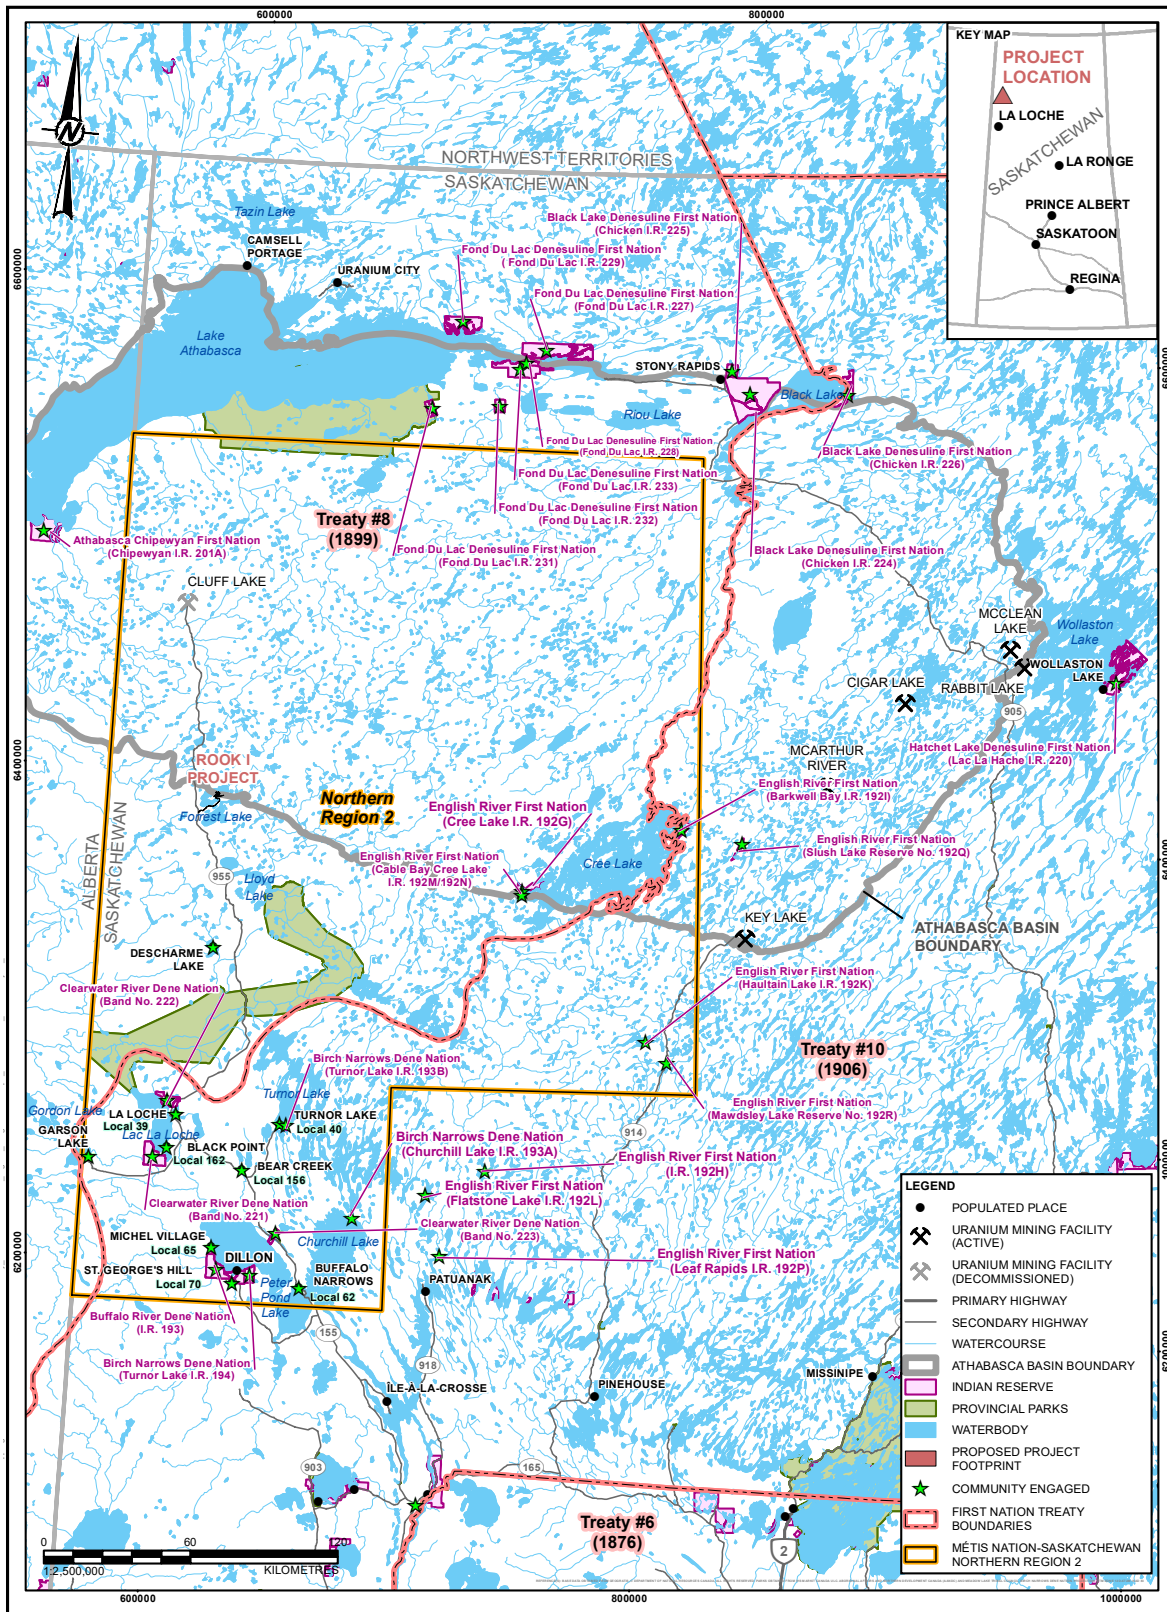 600000
800000
KEY MAP
PROJECT
LOCATION
LA LOCHE
SASKATCHEWAN
LA RONGE
PRINCE ALBERT
SASKATOON
REGINA
N
NORTHWEST TERRITORIES
SASKATCHEWAN
Tazin Lake
CAMSELL
PORTAGE
URANIUM CITY
Black Lake Denesuline First Nation
(Chicken I.R. 225)
Fond Du Lac Denesuline First Nation
( Fond Du Lac I.R. 229)
Fond Du Lac Denesuline First Nation
(Fond Du Lac I.R. 227)
6600000
6600000
Lake
Athabasca
STONY RAPIDS
Black Lake
Riou Lake
Fond Du Lac Denesuline First Nation
(Fond Du Lac I.R. 228)
Black Lake Denesuline First Nation
(Chicken I.R. 226)
Fond Du Lac Denesuline First Nation
(Fond Du Lac I.R. 233)
Fond Du Lac Denesuline First Nation
(Fond Du Lac I.R. 232)
Treaty #8
(1899)
Athabasca Chipewyan First Nation
(Chipewyan I.R. 201A)
Fond Du Lac Denesuline First Nation
(Fond Du Lac I.R. 231)
Black Lake Denesuline First Nation
(Chicken I.R. 224)
CLUFF LAKE
MCCLEAN
LAKE
Wollaston
Lake
WOLLASTON
LAKE
CIGAR LAKE
RABBIT LAKE
905
Hatchet Lake Denesuline First Nation
(Lac La Hache I.R. 220)
MCARTHUR
RIVER
6400000
6400000
ROOK I
PROJECT
Forrest Lake
Northern
Region 2
English River First Nation
(Barkwell Bay I.R. 192I)
English River First Nation
(Cree Lake I.R. 192G)
English River First Nation
(Slush Lake Reserve No. 192Q)
English River First Nation
(Cable Bay Cree Lake
I.R. 192M/192N)
Cree Lake
ALBERTA
SASKATCHEWAN
955
Lloyd
Lake
KEY LAKE
ATHABASCA BASIN
BOUNDARY
DESCHARME
LAKE
Clearwater River Dene Nation
(Band No. 222)
English River First Nation
(Haultain Lake I.R. 192K)
Treaty #10
(1906)
Birch Narrows Dene Nation
(Turnor Lake I.R. 193B)
Turnor Lake
English River First Nation
(Mawdsley Lake Reserve No. 192R)
Gordon Lake
LA LOCHE
Local 39
TURNOR LAKE
Local 40
GARSON
LAKE
Lac La Loche
914
BLACK POINT
Local 162
Birch Narrows Dene Nation
(Churchill Lake I.R. 193A)
BEAR CREEK
Local 156
English River First Nation
(I.R. 192H)
English River First Nation
(Flatstone Lake I.R. 192L)
Clearwater River Dene Nation
(Band No. 221)
Clearwater River Dene Nation
(Band No. 223)
MICHEL VILLAGE
Local 65
Churchill Lake
DILLON
English River First Nation
(Leaf Rapids I.R. 192P)
ST. GEORGE'S HILL
Local 70
Peter
Pond
Lake
BUFFALO
NARROWS
Local 62
PATUANAK
6200000
6200000
Buffalo River Dene Nation
(I.R. 193)
155
Birch Narrows Dene Nation
(Turnor Lake I.R. 194)
918
ÎLE-À-LA-CROSSE
PINEHOUSE
MISSINIPE
903
165
Treaty #6
(1876)
2
LEGEND
POPULATED PLACE
URANIUM MINING FACILITY
(ACTIVE)
URANIUM MINING FACILITY
(DECOMMISSIONED)
PRIMARY HIGHWAY
SECONDARY HIGHWAY
WATERCOURSE
ATHABASCA BASIN BOUNDARY
INDIAN RESERVE
PROVINCIAL PARKS
WATERBODY
PROPOSED PROJECT
FOOTPRINT
COMMUNITY ENGAGED
FIRST NATION TREATY
BOUNDARIES
MÉTIS NATION-SASKATCHEWAN
NORTHERN REGION 2
0
60
120
1:2,500,000
KILOMETRES
600000
800000
1000000